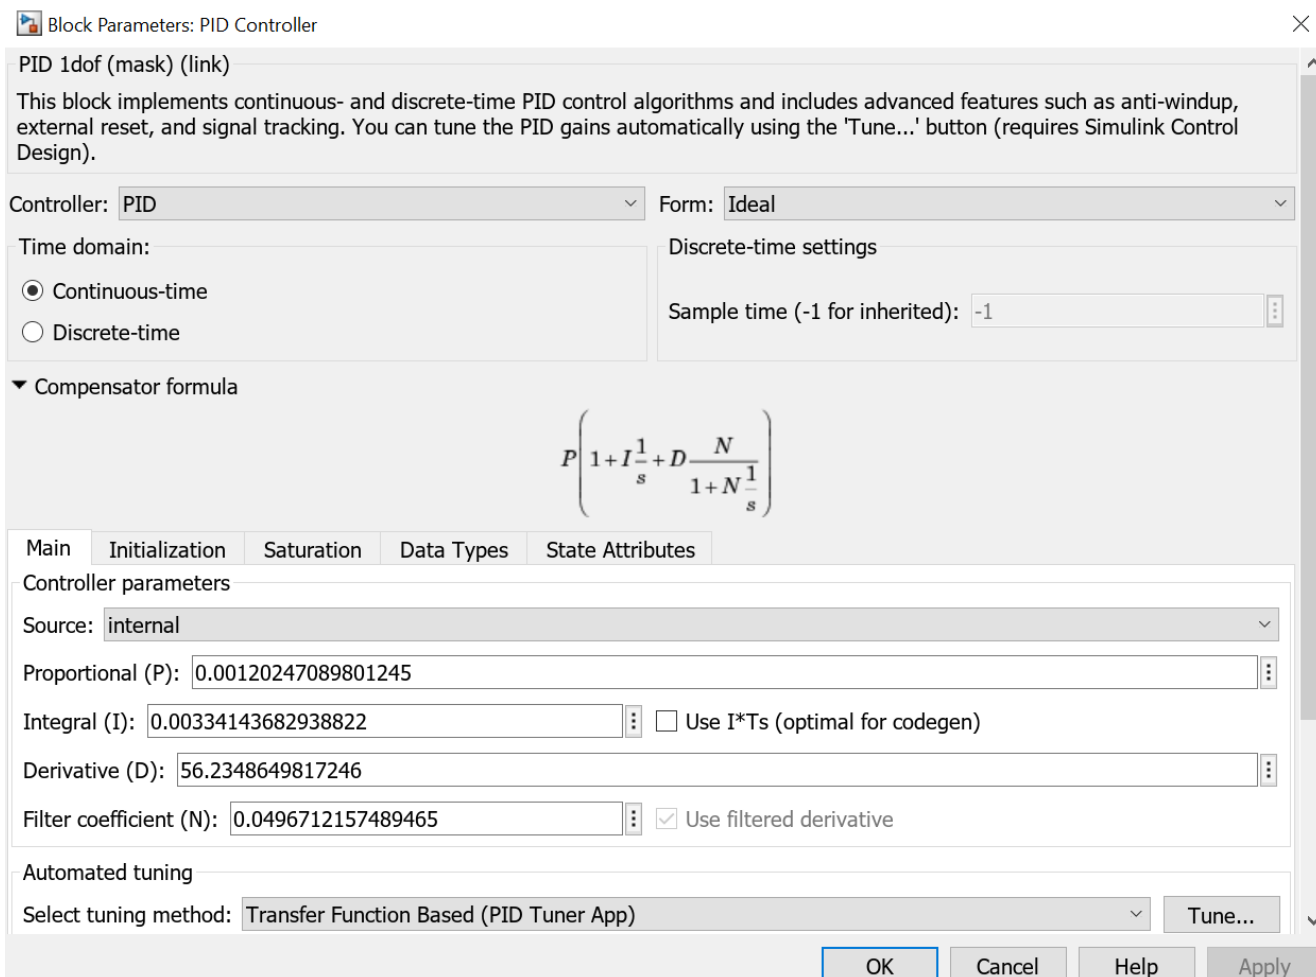 Block Parameters: PID Controller
PID 1dof (mask) (link)
This block implements continuous- and discrete-time PID control algorithms and includes advanced features such as anti-windup,
external reset, and signal tracking. You can tune the PID gains automatically using the 'Tune...' button (requires Simulink Control
Design).
Controller: PID Form: Ideal
Time domain:
Discrete-time settings
Continuous-time
Sample time (-1 for inherited): -1
Discrete-time
Compensator formula
P(1+I1/s+DN/(1+N1/s))
Main Initialization Saturation Data Types State Attributes
Controller parameters
Source: internal
Proportional (P): 0.00120247089801245
Integral (I): 0.00334143682938822 Use I*Ts (optimal for codegen)
Derivative (D): 56.2348649817246
Filter coefficient (N): 0.0496712157489465 Use filtered derivative
Automated tuning
Select tuning method: Transfer Function Based (PID Tuner App) Tune...
OK Cancel Help Apply